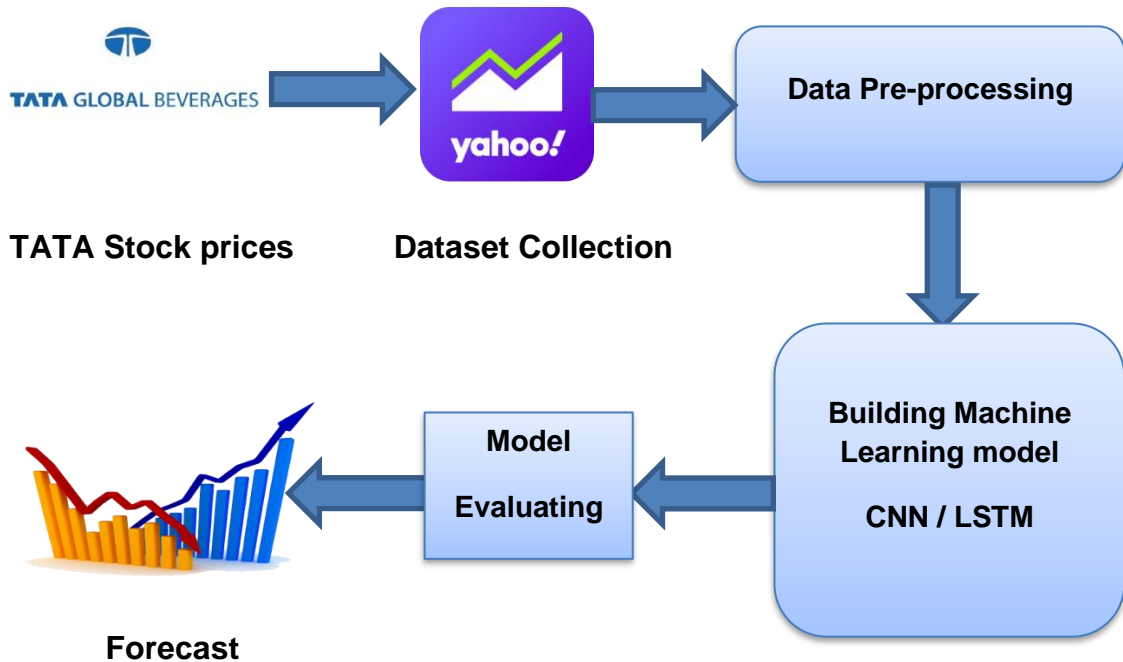 TATA GLOBAL BEVERAGES
yahoo!
Data Pre-processing
TATA Stock prices
Dataset Collection
Building Machine
Learning model
CNN / LSTM
Model
Evaluating
Forecast